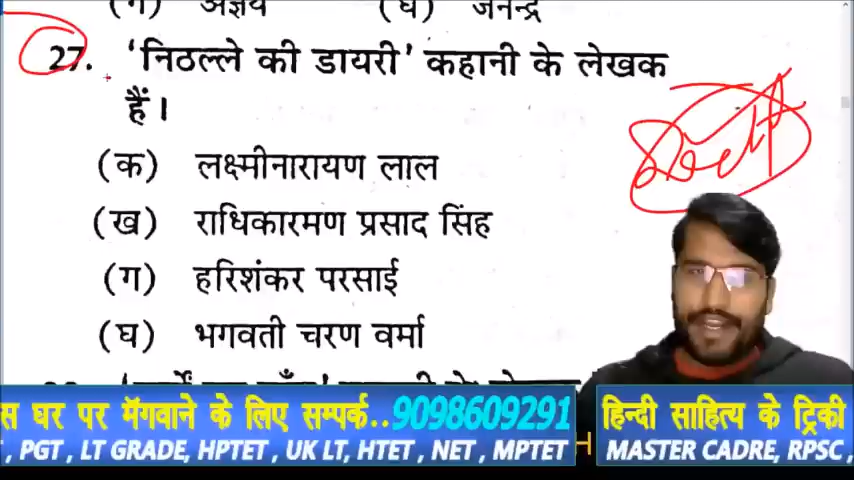 (ग) अज्ञेय (घ) जैनेन्द्र
27. 'निठल्ले की डायरी' कहानी के लेखक
हैं।
(क) लक्ष्मीनारायण लाल
(ख) राधिकारमण प्रसाद सिंह
(ग) हरिशंकर परसाई
(घ) भगवती चरण वर्मा
स घर पर मॅगवाने के लिए सम्पर्क..9098609291 हिन्दी साहित्य के ट्रिकी
, PGT , LT GRADE, HPTET , UK LT, HTET , NET , MPTET H MASTER CADRE, RPSC,